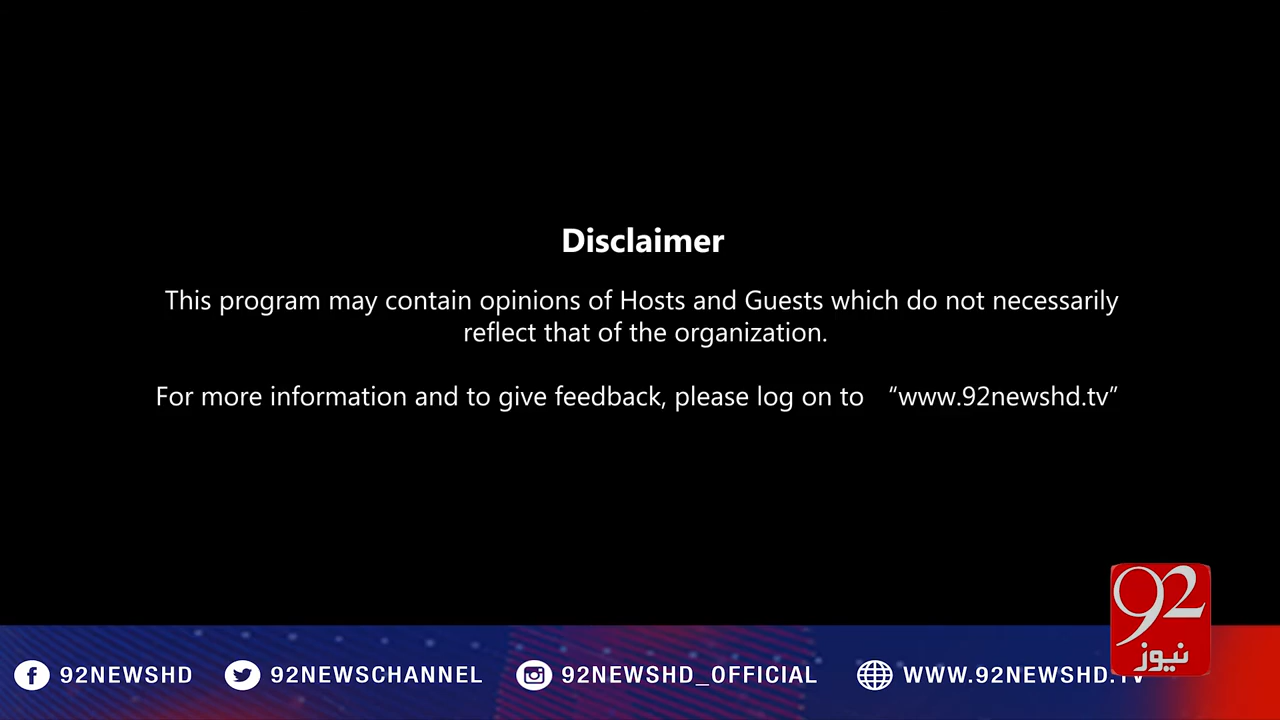 Disclaimer
This program may contain opinions of Hosts and Guests which do not necessarily
reflect that of the organization.
For more information and to give feedback, please log on to “www.92newshd.tv”
92
نیوز
92NEWSHD
92NEWSCHANNEL
92NEWSHD_OFFICIAL
WWW.92NEWSHD.TV